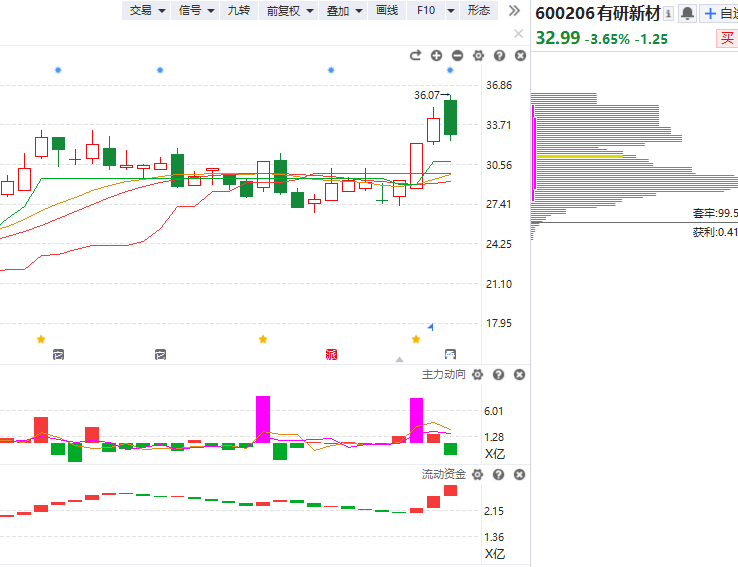 交易 信号 九转 前复权 叠加 画线 F10 形态
600206有研新材
32.99 -3.65% -1.25
买
自选
36.07
36.86
33.71
30.56
27.41
24.25
21.10
17.95
套牢:99.5
获利:0.41
派
主力动向
6.01
1.28
X亿
流动资金
2.15
1.36
X亿